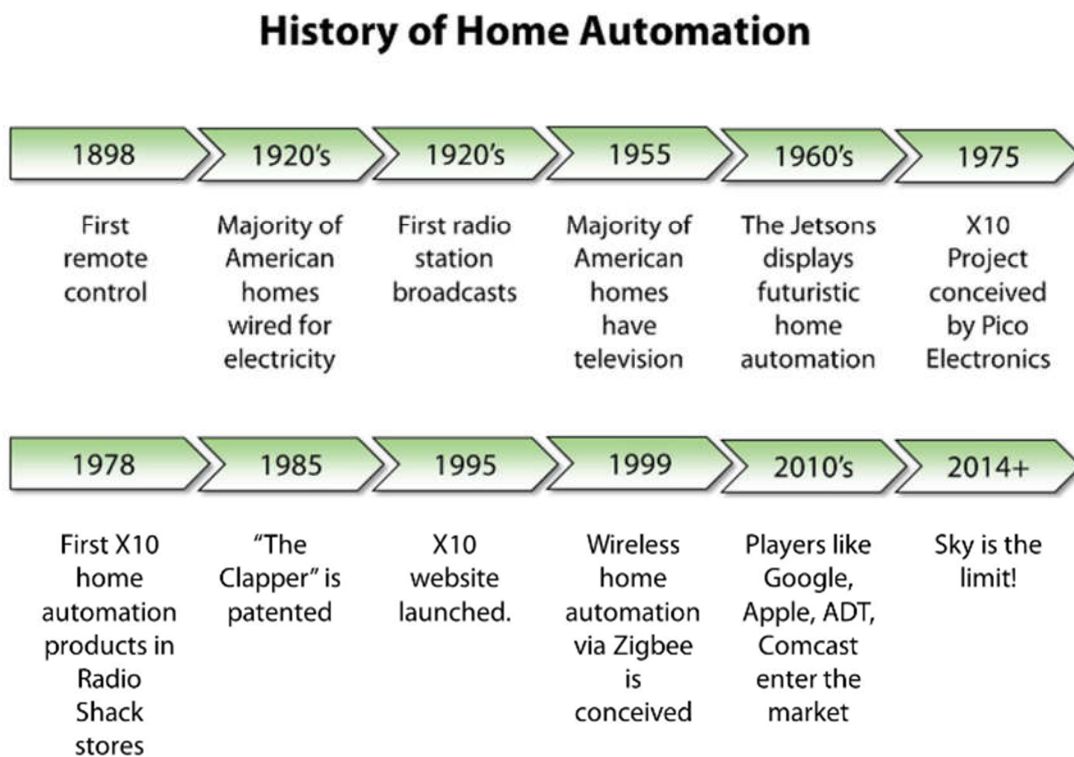 History of Home Automation
1898
1920's
1920's
1955
1960's
1975
First
remote
control
Majority of
American
homes
wired for
electricity
First radio
station
broadcasts
Majority of
American
homes
have
television
The Jetsons
displays
futuristic
home
automation
X10
Project
conceived
by Pico
Electronics
1978
1985
1995
1999
2010's
2014+
First X10
home
automation
products in
Radio
Shack
stores
“The
Clapper” is
patented
X10
website
launched.
Wireless
home
automation
via Zigbee
is
conceived
Players like
Google,
Apple, ADT,
Comcast
enter the
market
Sky is the
limit!